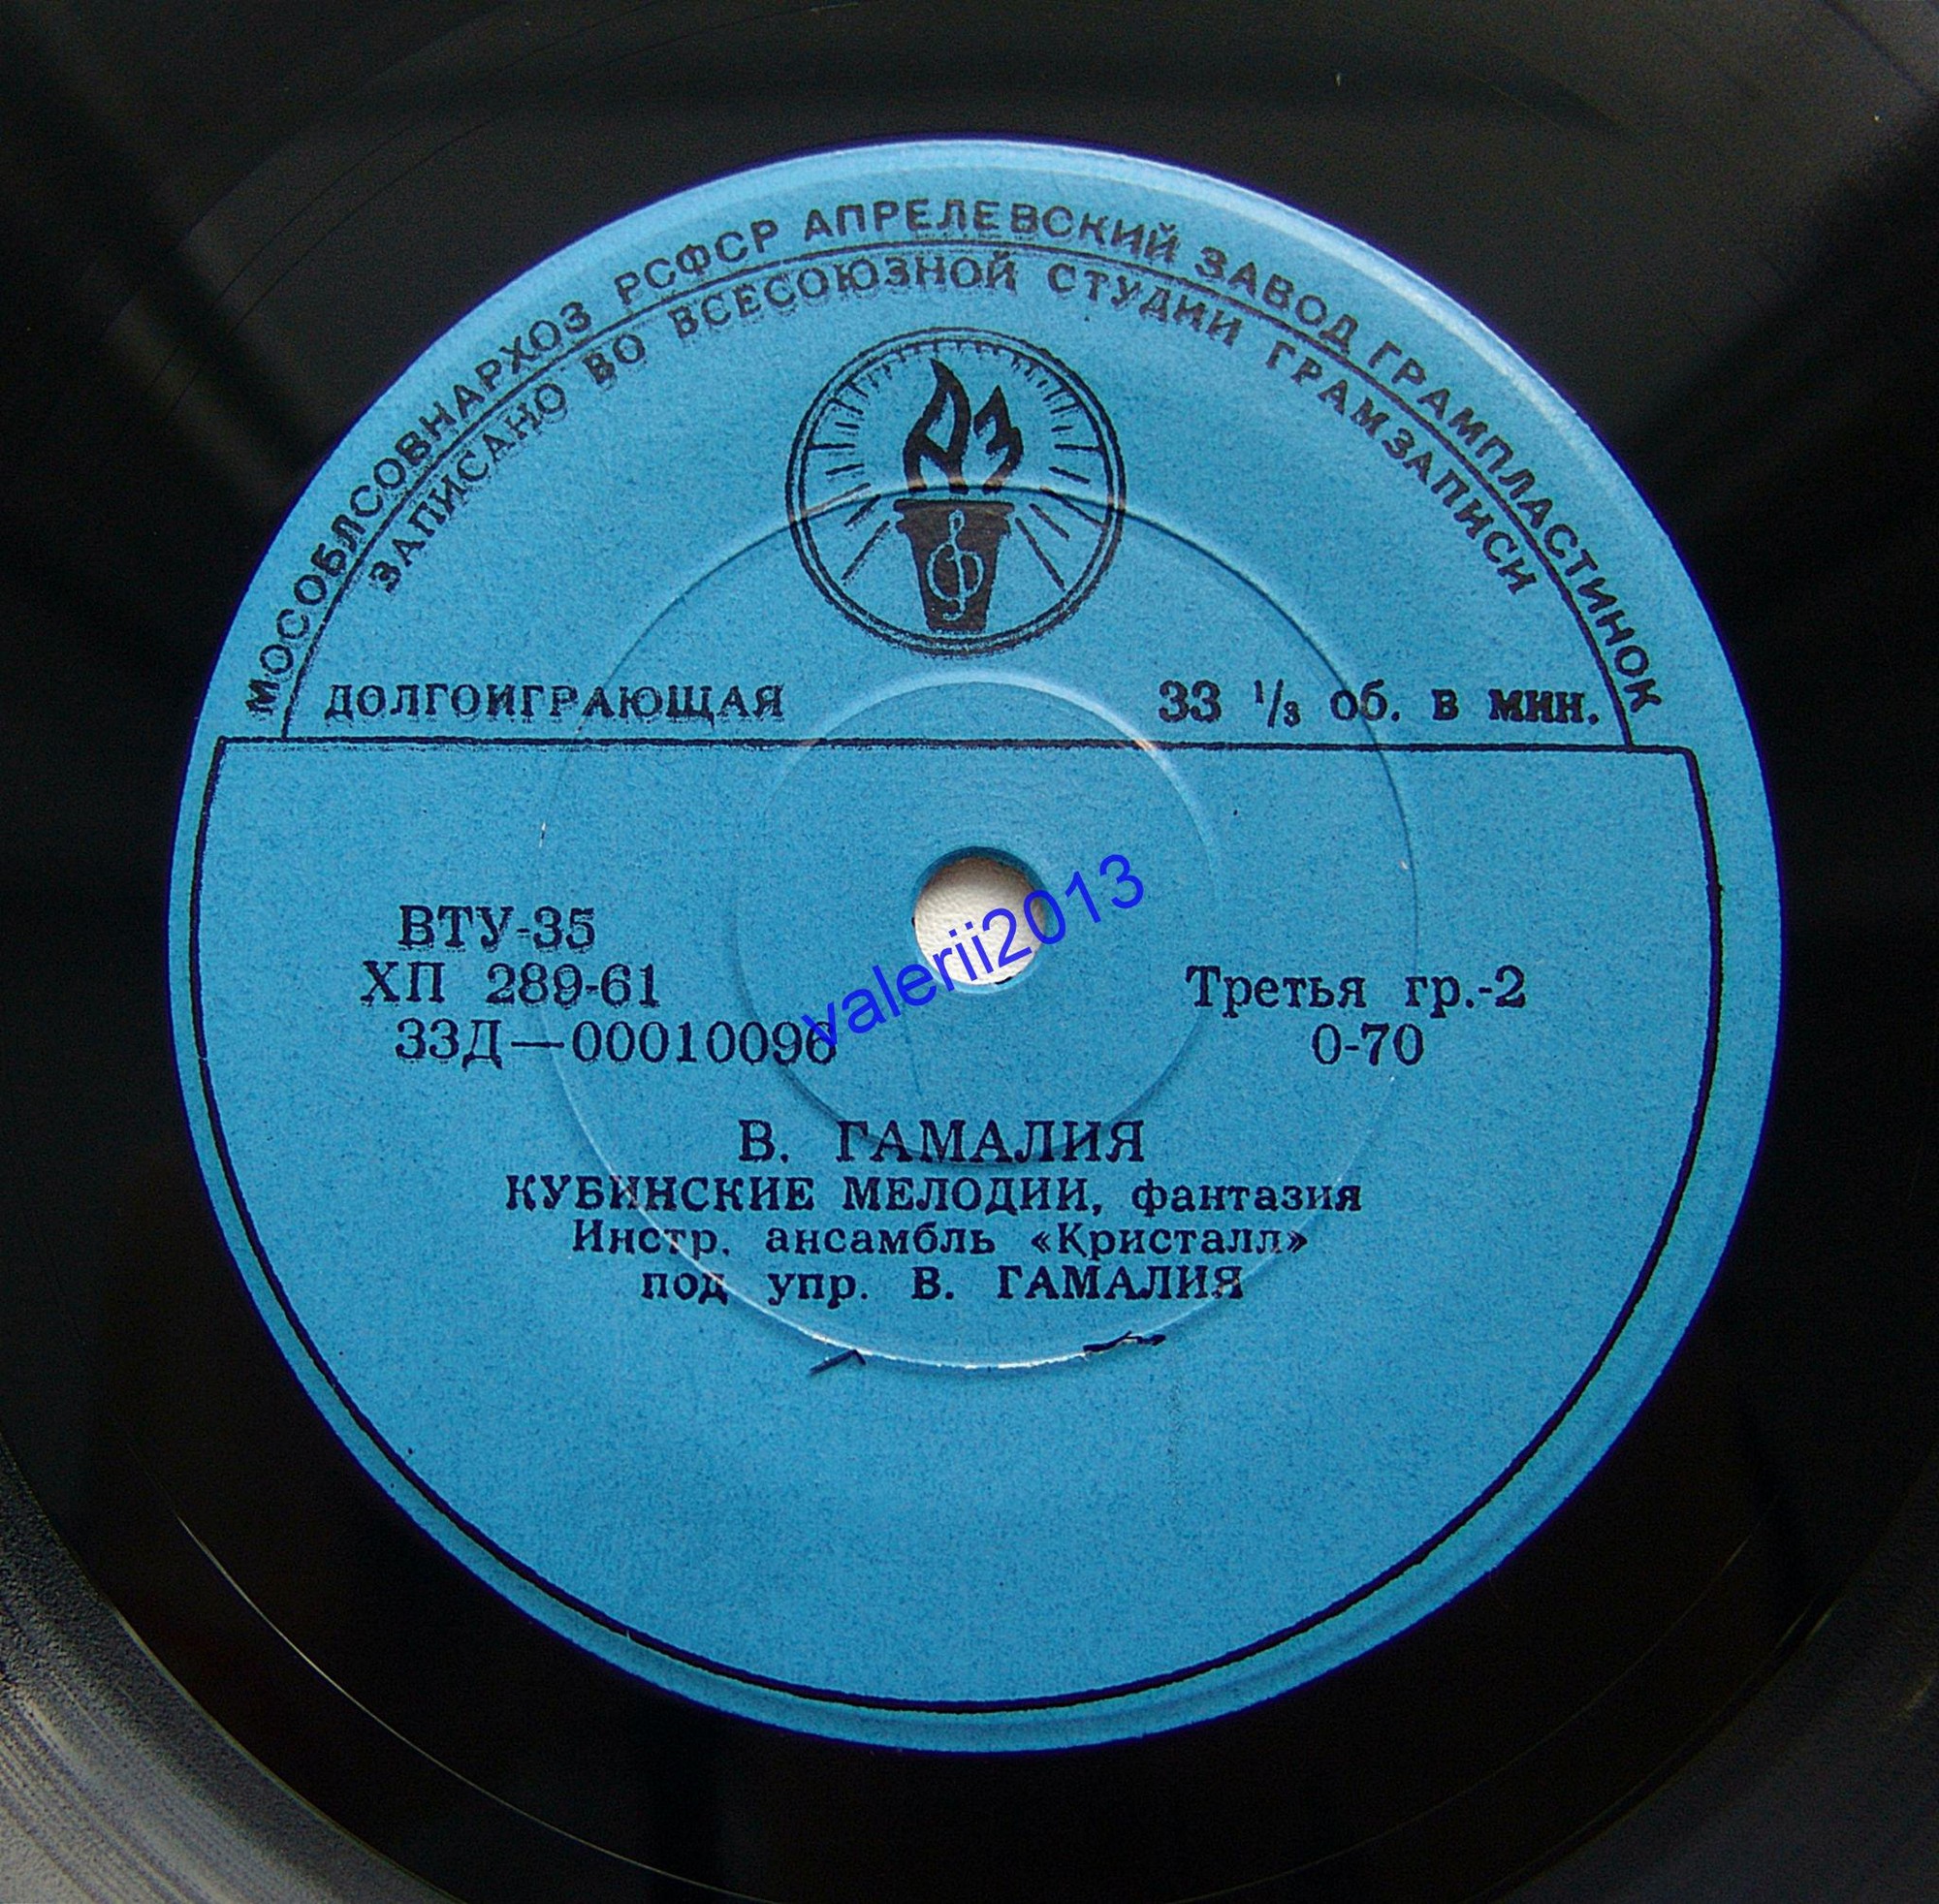 МОСОБЛСОВНАРХОЗ РСФСР АПРЕЛЕВСКИЙ ЗАВОД ГРАМПЛАСТИНОК
ЗАПИСАНО ВО ВСЕСОЮЗНОЙ СТУДИИ ГРАМЗАПИСИ
АЗ
ДОЛГОИГРАЮЩАЯ
33 1/3 об. в мин.
ВТУ-35
ХП 289-61
33Д—00010096
Третья гр.-2
0-70
valerii2013
В. ГАМАЛИЯ
КУБИНСКИЕ МЕЛОДИИ, фантазия
Инстр. ансамбль «Кристалл»
под упр. В. ГАМАЛИЯ